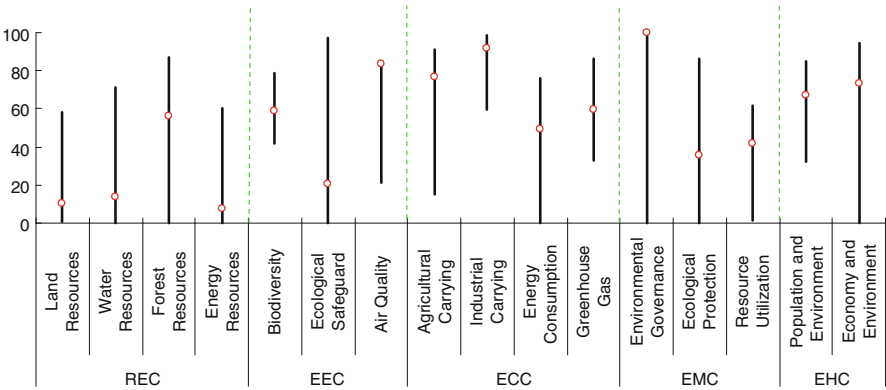 100
80
60
40
20
0
Land
Resources
Water
Resources
Forest
Resources
Energy
Resources
Biodiversity
Ecological
Safeguard
Air Quality
Agricultural
Carrying
Industrial
Carrying
Energy
Consumption
Greenhouse
Gas
Environmental
Governance
Ecological
Protection
Resource
Utilization
Population and
Environment
Economy and
Environment
REC
EEC
ECC
EMC
EHC